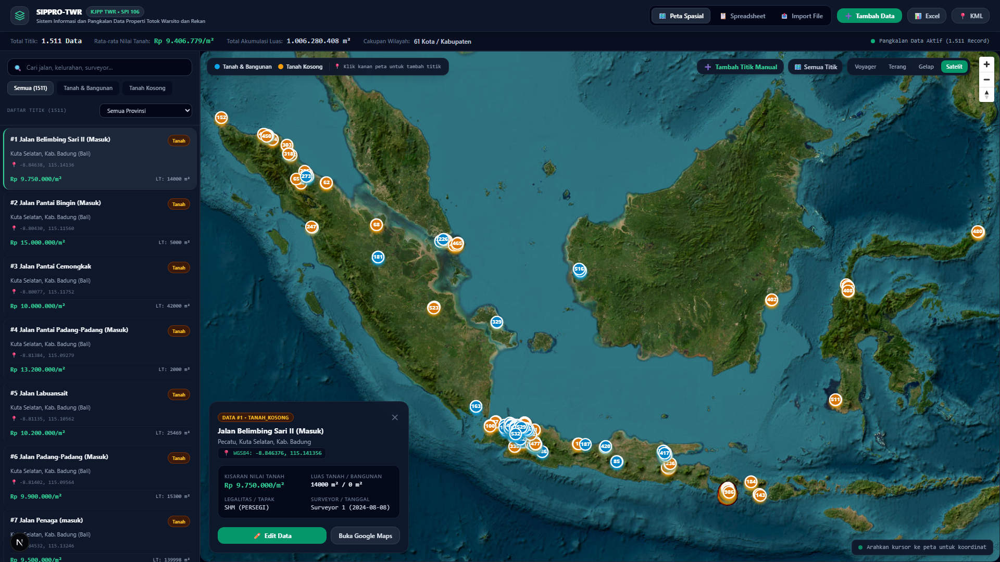 SIPPRO-TWR
KJPP TWR • SPI 106
Sistem Informasi dan Pangkalan Data Properti Totok Warsito dan Rekan
Peta Spasial
Spreadsheet
Import File
Tambah Data
Excel
KML
Total Titik: 1.511 Data
Rata-rata Nilai Tanah: Rp 9.406.779/m²
Total Akumulasi Luas: 1.006.280.408 m²
Cakupan Wilayah: 61 Kota / Kabupaten
Pangkalan Data Aktif (1.511 Record)
Cari jalan, kelurahan, surveyor...
Semua (1511)
Tanah & Bangunan
Tanah Kosong
DAFTAR TITIK (1511)
Semua Provinsi
#1 Jalan Belimbing Sari II (Masuk)
Tanah
Kuta Selatan, Kab. Badung (Bali)
-8.84638, 115.14136
Rp 9.750.000/m²
LT: 14000 m²
#2 Jalan Pantai Bingin (Masuk)
Tanah
Kuta Selatan, Kab. Badung (Bali)
-8.80430, 115.11560
Rp 15.000.000/m²
LT: 5000 m²
#3 Jalan Pantai Cemongkak
Tanah
Kuta Selatan, Kab. Badung (Bali)
-8.80077, 115.11752
Rp 10.000.000/m²
LT: 42000 m²
#4 Jalan Pantai Padang-Padang (Masuk)
Tanah
Kuta Selatan, Kab. Badung (Bali)
-8.81384, 115.09279
Rp 13.200.000/m²
LT: 2000 m²
#5 Jalan Labuansait
Tanah
Kuta Selatan, Kab. Badung (Bali)
-8.81135, 115.10562
Rp 10.200.000/m²
LT: 25469 m²
#6 Jalan Padang-Padang (Masuk)
Tanah
Kuta Selatan, Kab. Badung (Bali)
-8.81402, 115.09564
Rp 9.900.000/m²
LT: 15300 m²
#7 Jalan Penaga (masuk)
Tanah
Selatan, Kab. Badung (Bali)
N
84532, 115.13246
Rp 9.500.000/m²
LT: 139998 m²
Tanah & Bangunan
Tanah Kosong
Klik kanan peta untuk tambah titik
Tambah Titik Manual
Semua Titik
Voyager
Terang
Gelap
Satelit
152
450
303
318
273
65
62
247
68
226
465
181
516
480
408
402
523
329
511
163
100
529
532
477
187
420
85
417
236
184
986
143
DATA #1 • TANAH_KOSONG
Jalan Belimbing Sari II (Masuk)
Pecatu, Kuta Selatan, Kab. Badung
WGS84: -8.846376, 115.141356
KISARAN NILAI TANAH
LUAS TANAH / BANGUNAN
Rp 9.750.000/m²
14000 m² / 0 m²
LEGALITAS / TAPAK
SURVEYOR / TANGGAL
SHM (PERSEGI)
Surveyor 1 (2024-08-08)
Edit Data
Buka Google Maps
Arahkan kursor ke peta untuk koordinat